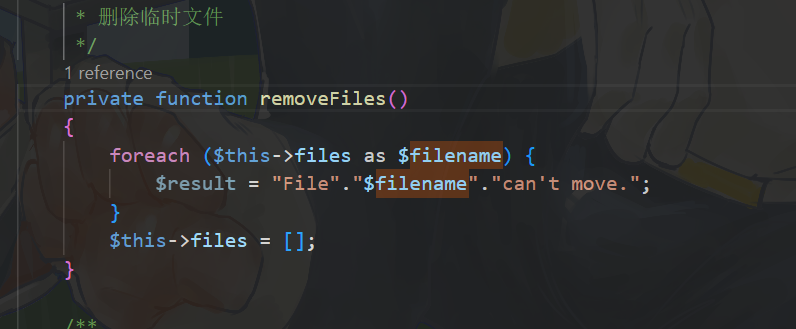 * 删除临时文件
*/
1 reference
private function removeFiles()
{
foreach ($this->files as $filename) {
$result = "File"."$filename"."can't move.";
}
$this->files = [];
}
/**